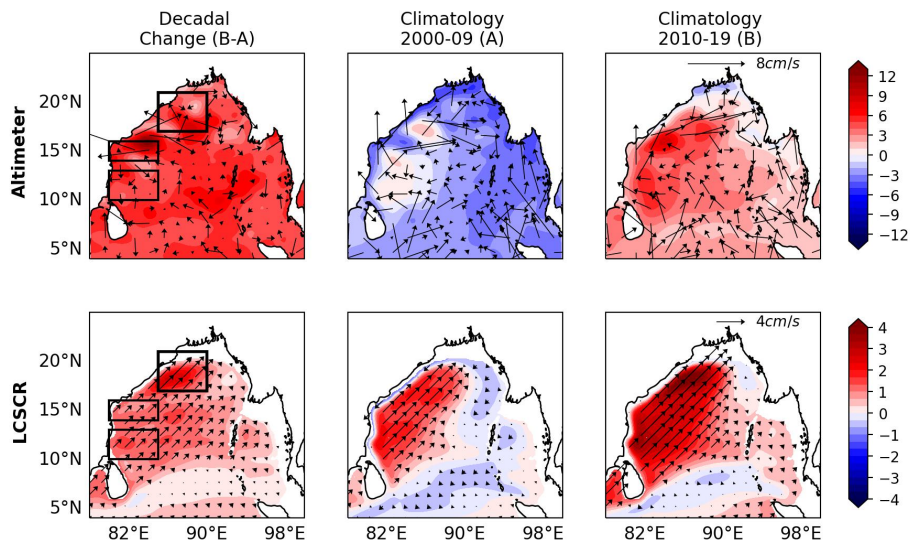 Decadal
Change (B-A)
Climatology
2000-09 (A)
Climatology
2010-19 (B)
8cm/s
Altimeter
20°N
15°N
10°N
5°N
12
9
6
3
0
−3
−6
−9
−12
4cm/s
LCSCR
20°N
15°N
10°N
5°N
82°E 90°E 98°E
82°E 90°E 98°E
82°E 90°E 98°E
4
3
2
1
0
−1
−2
−3
−4